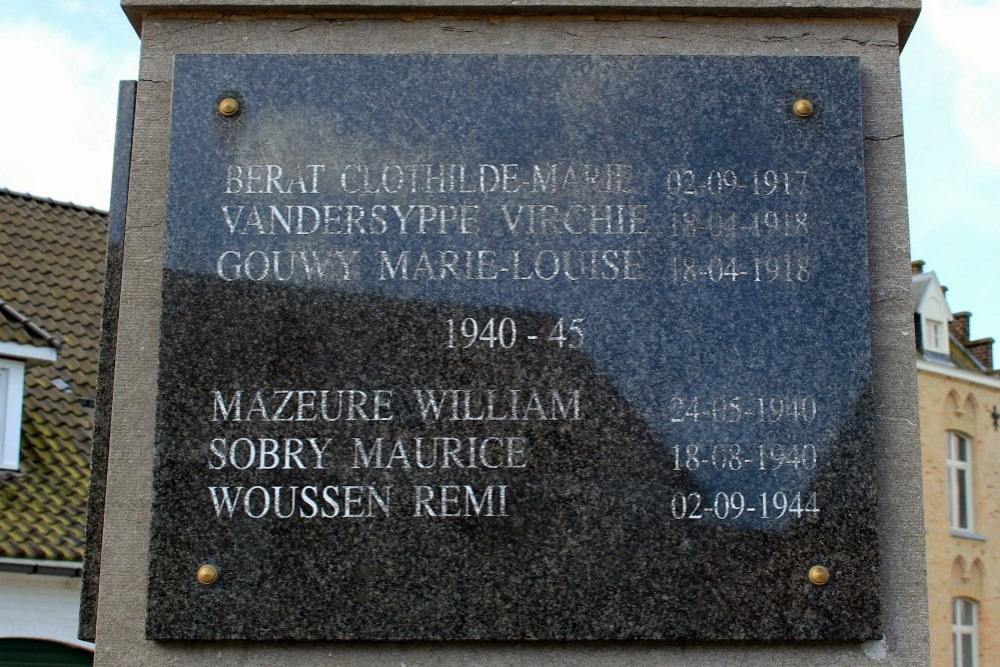 BERAT CLOTHILDE-MARIE 02-09-1917
VANDERSYPPE VIRCHIE 18-04-1918
GOUWY MARIE-LOUISE 18-04-1918
1940 - 45
MAZEURE WILLIAM 24-05-1940
SOBRY MAURICE 18-08-1940
WOUSSEN REMI 02-09-1944